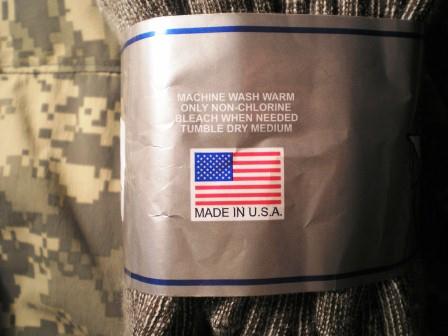 MACHINE WASH WARM
ONLY NON-CHLORINE
BLEACH WHEN NEEDED
TUMBLE DRY MEDIUM
MADE IN U.S.A.